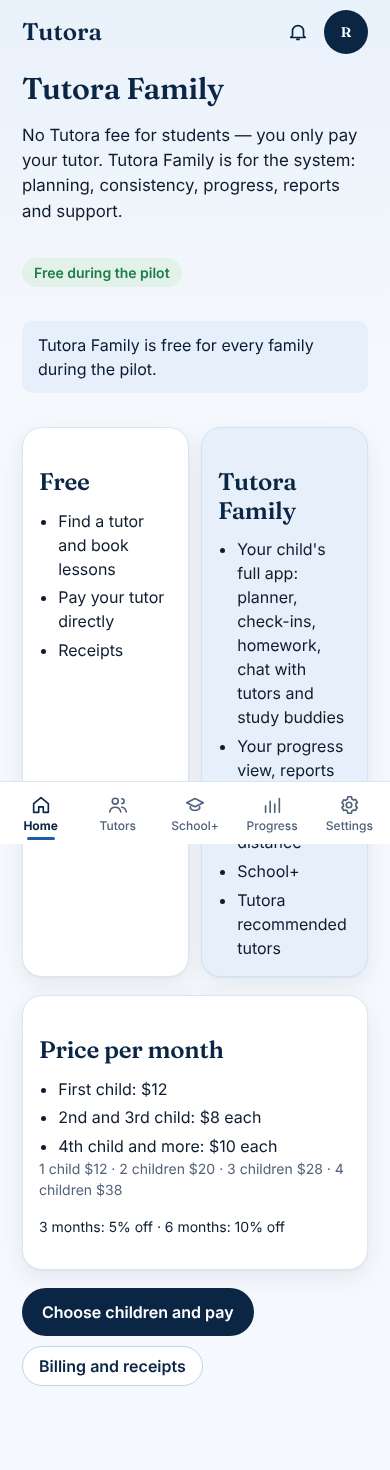 Tutora
R
Tutora Family
No Tutora fee for students — you only pay
your tutor. Tutora Family is for the system:
planning, consistency, progress, reports
and support.
Free during the pilot
Tutora Family is free for every family
during the pilot.
Free
• Find a tutor
and book
lessons
• Pay your tutor
directly
• Receipts
Tutora
Family
• Your child's
full app:
planner,
check-ins,
homework,
chat with
tutors and
study buddies
• Your progress
view, reports
Home
Tutors
School+
Progress
Settings
distance
• School+
• Tutora
recommended
tutors
Price per month
• First child: $12
• 2nd and 3rd child: $8 each
• 4th child and more: $10 each
1 child $12 · 2 children $20 · 3 children $28 · 4
children $38
3 months: 5% off · 6 months: 10% off
Choose children and pay
Billing and receipts